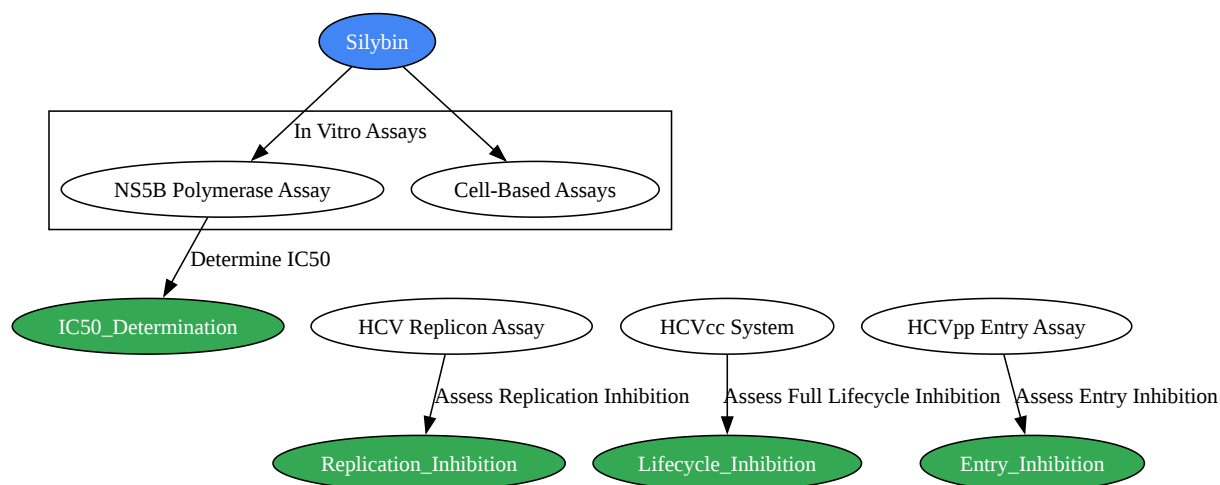 Silybin
In Vitro Assays
NS5B Polymerase Assay
Cell-Based Assays
Determine IC50
IC50_Determination
HCV Replicon Assay
HCVcc System
HCVpp Entry Assay
Assess Replication Inhibition
Assess Full Lifecycle Inhibition
Assess Entry Inhibition
Replication_Inhibition
Lifecycle_Inhibition
Entry_Inhibition